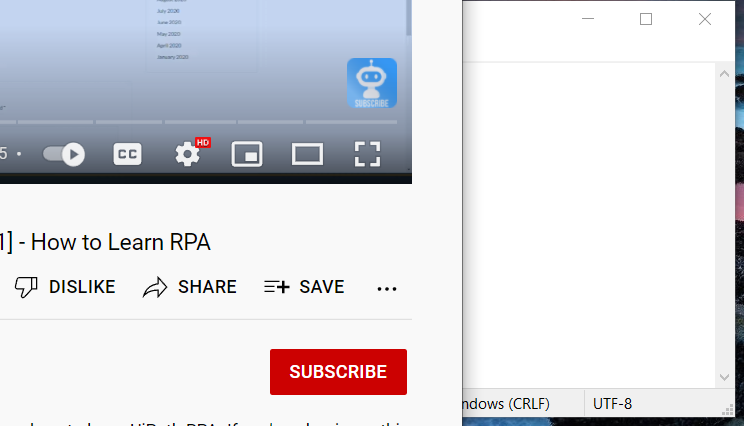 July 2020
June 2020
May 2020
April 2020
January 2020
SUBSCRIBE
5 •
CC
HD
1] - How to Learn RPA
DISLIKE SHARE SAVE ...
SUBSCRIBE
ndows (CRLF) UTF-8